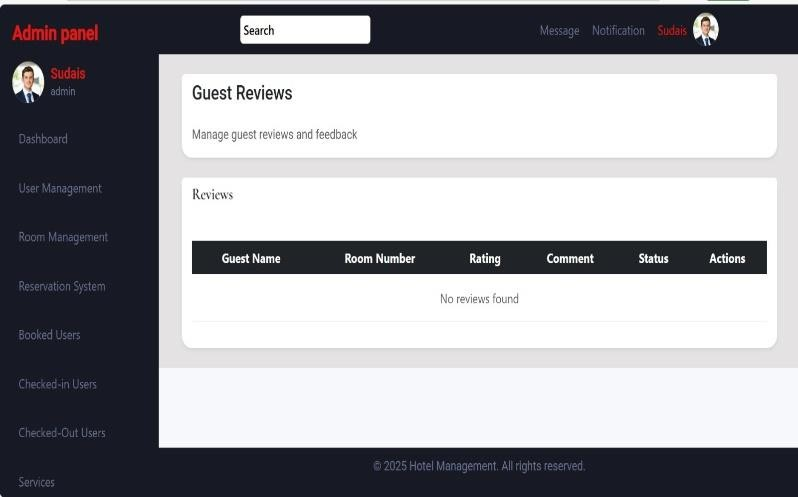 Admin panel
Search
Message Notification Sudais
Sudais
admin
Dashboard
User Management
Room Management
Reservation System
Booked Users
Checked-in Users
Checked-Out Users
Services
Guest Reviews
Manage guest reviews and feedback
Reviews
Guest Name Room Number Rating Comment Status Actions
No reviews found
© 2025 Hotel Management. All rights reserved.